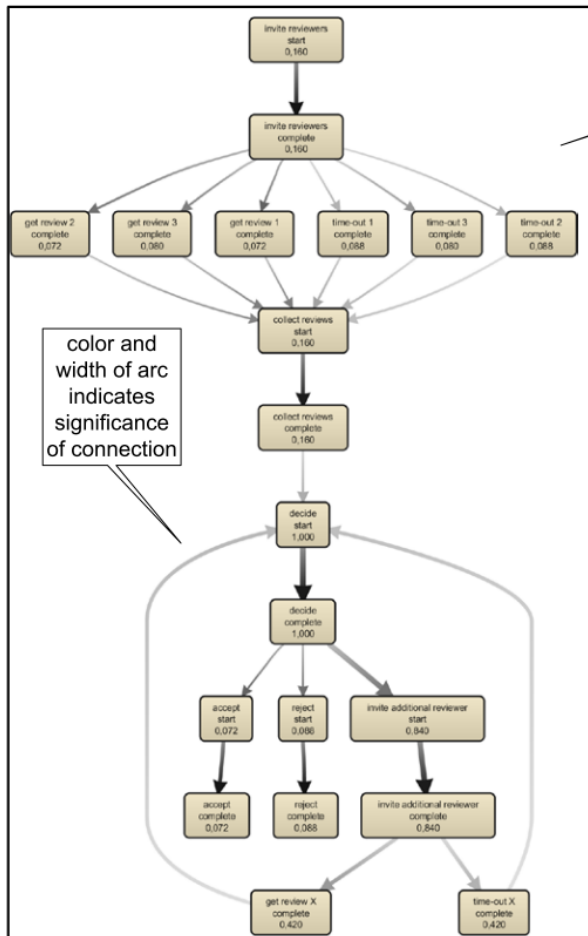 invite reviewers
start
0,160
invite reviewers
complete
0,160
get review 2
complete
0,072
get review 3
complete
0,080
get review 1
complete
0,072
time-out 1
complete
0,088
time-out 3
complete
0,080
time-out 2
complete
0,088
collect reviews
start
0,160
color and
width of arc
indicates
significance
of connection
collect reviews
complete
0,160
decide
start
1,000
decide
complete
1,000
accept
start
0,072
reject
start
0,088
invite additional reviewer
start
0,840
accept
complete
0,072
reject
complete
0,088
invite additional reviewer
complete
0,840
get review X
complete
0,420
time-out X
complete
0,420